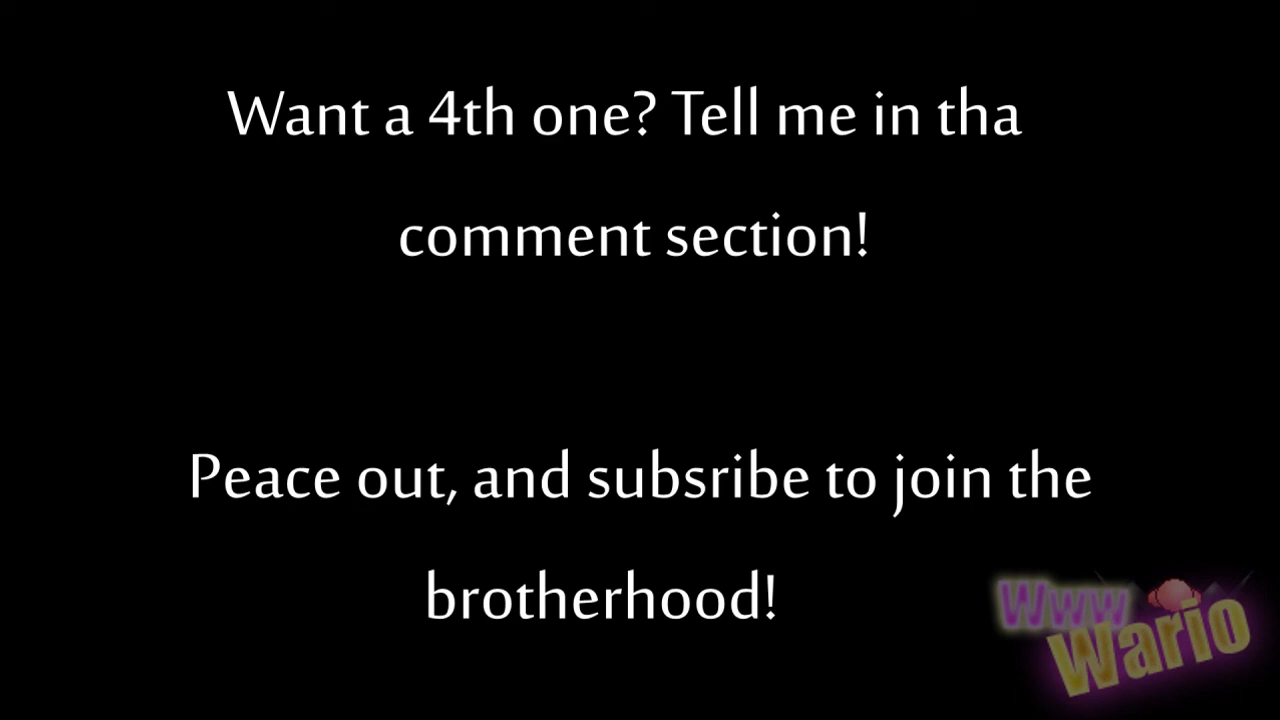 Want a 4th one? Tell me in tha
comment section!
Peace out, and subsribe to join the
brotherhood!
Www
Wario